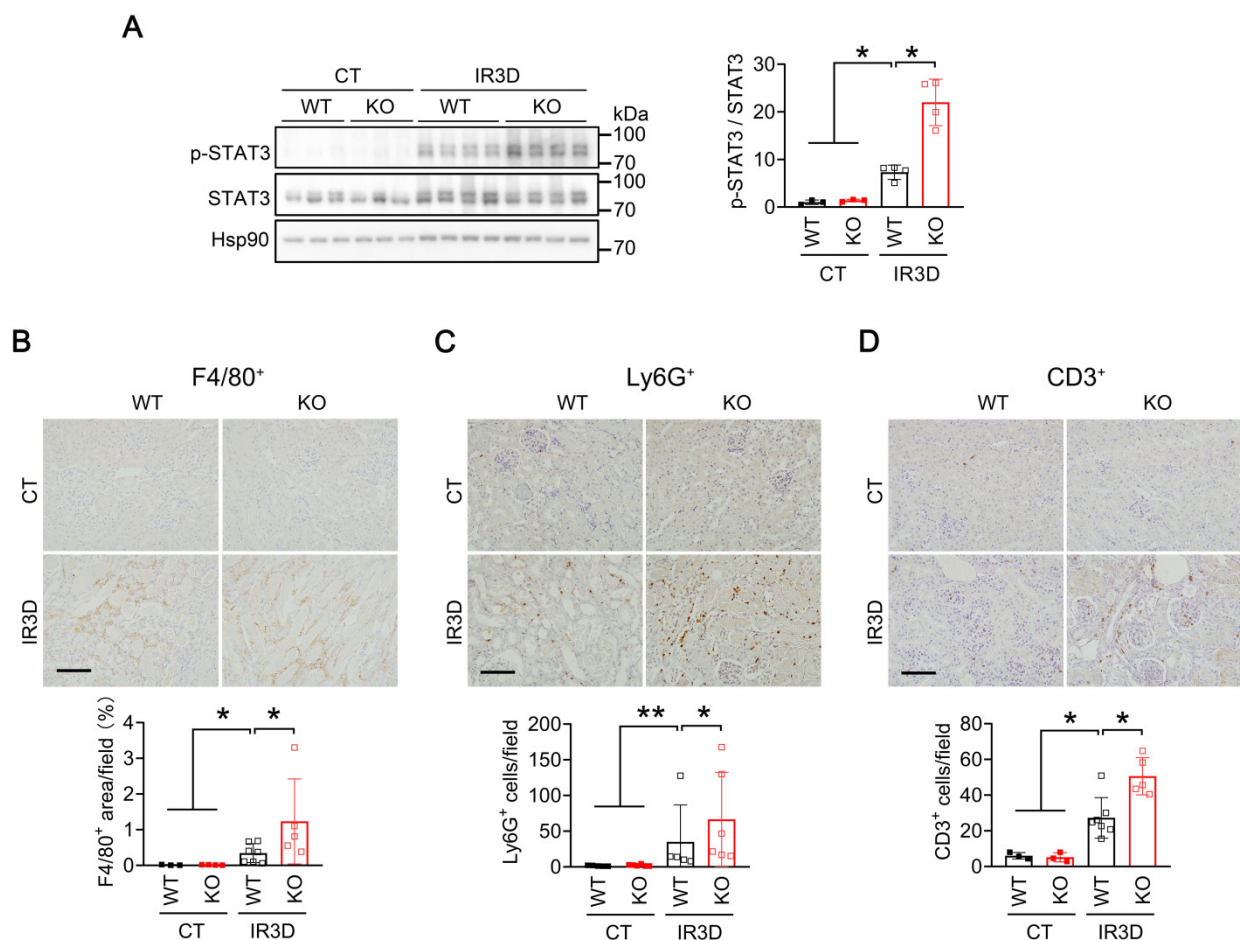 A
CT IR3D
WT KO WT KO kDa
p-STAT3 100
70
STAT3 100
70
Hsp90 70
p-STAT3 / STAT3
30
20
10
0
* *
WT KO WT KO
CT IR3D
B
F4/80⁺
WT KO
CT
IR3D
F4/80⁺ area/field (%)
4
3
2
1
0
* *
WT KO WT KO
CT IR3D
C
Ly6G⁺
WT KO
CT
IR3D
Ly6G⁺ cells/field
200
150
100
50
0
** *
WT KO WT KO
CT IR3D
D
CD3⁺
WT KO
CT
IR3D
CD3⁺ cells/field
80
60
40
20
0
* *
WT KO WT KO
CT IR3D